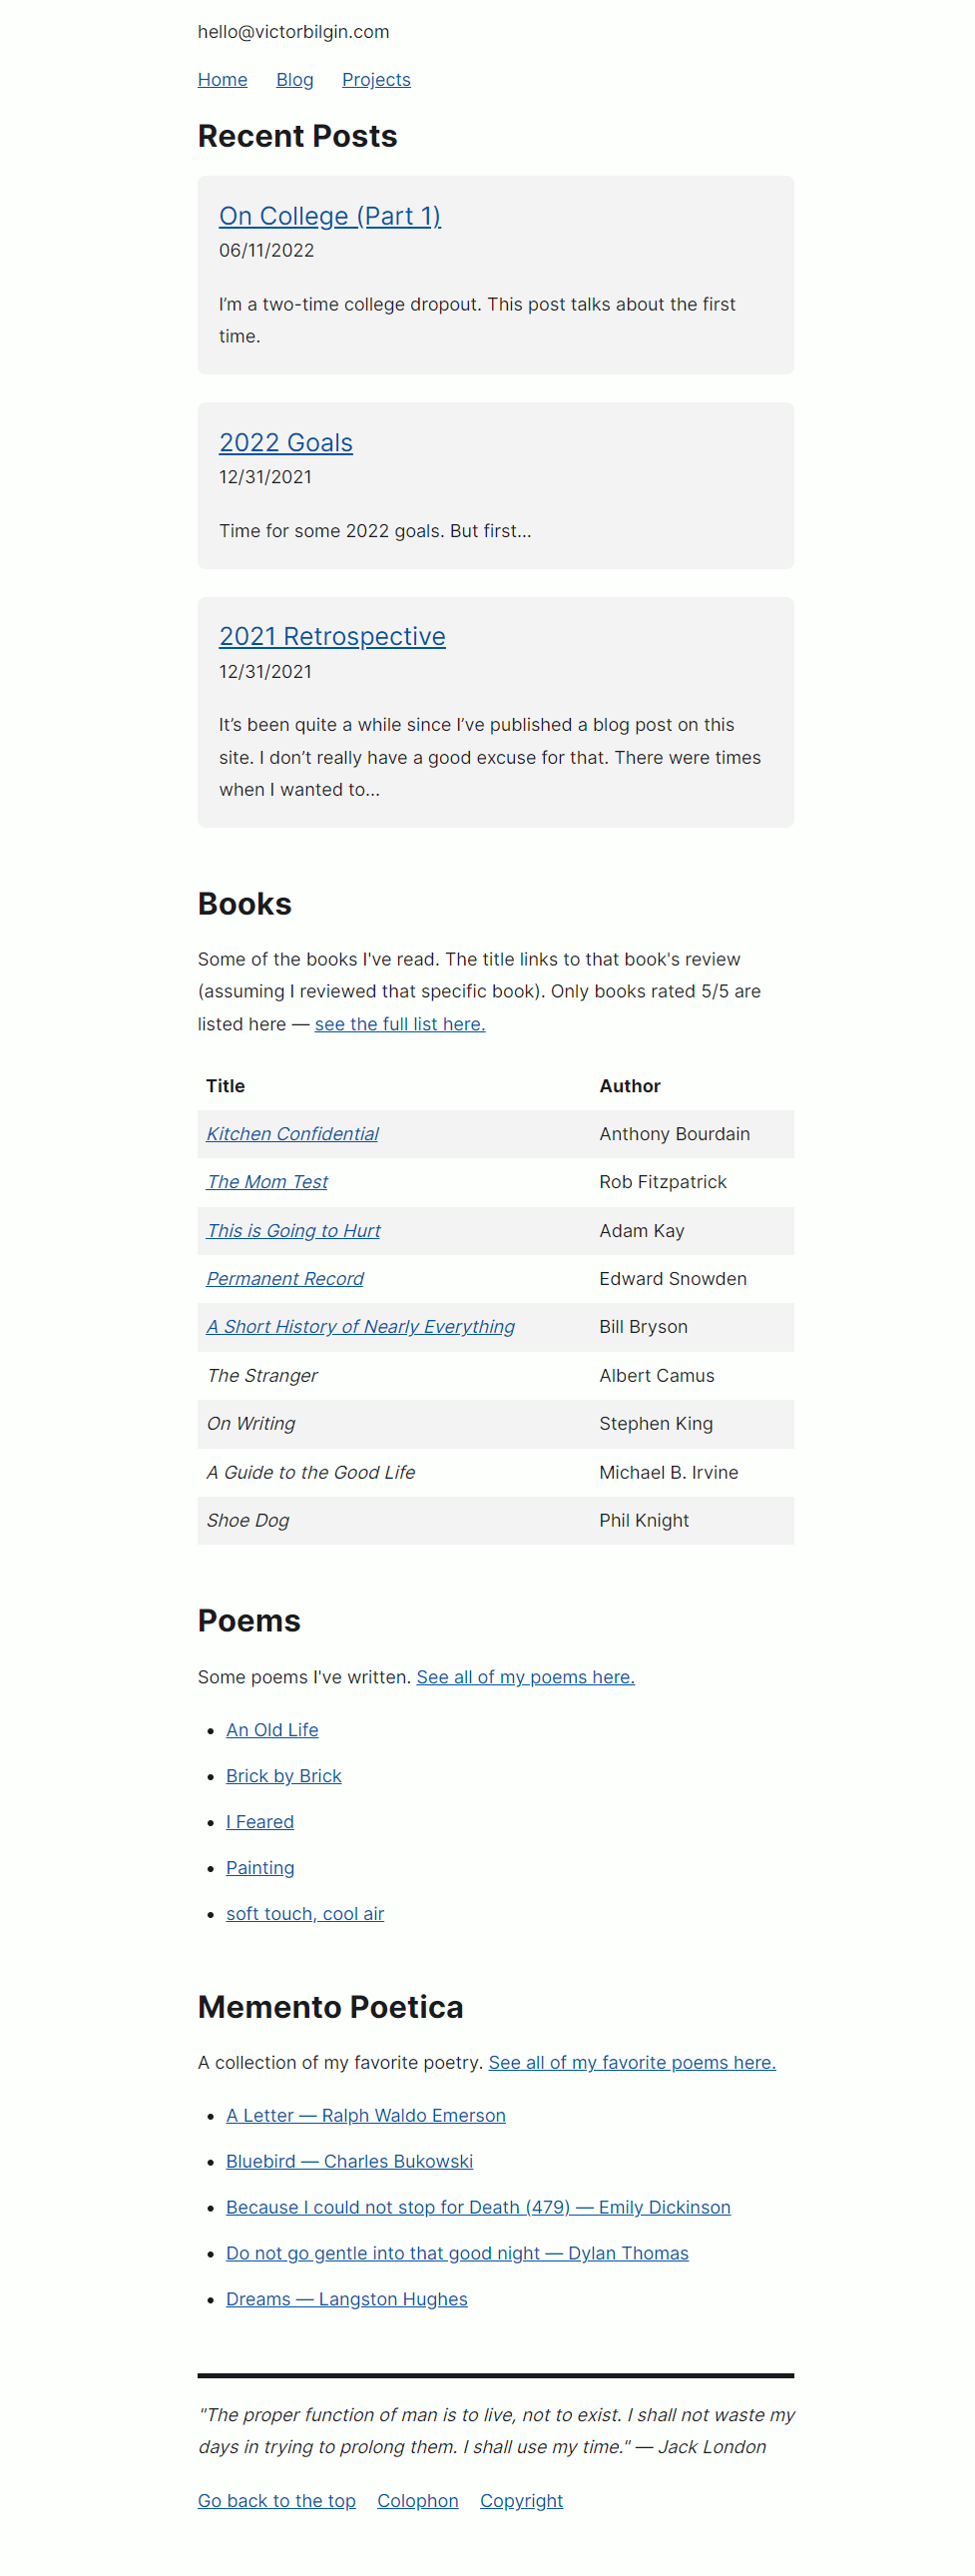 hello@victorbilgin.com
Home Blog Projects
Recent Posts
On College (Part 1)
06/11/2022
I’m a two-time college dropout. This post talks about the first
time.
2022 Goals
12/31/2021
Time for some 2022 goals. But first...
2021 Retrospective
12/31/2021
It’s been quite a while since I’ve published a blog post on this
site. I don’t really have a good excuse for that. There were times
when I wanted to...
Books
Some of the books I've read. The title links to that book's review
(assuming I reviewed that specific book). Only books rated 5/5 are
listed here — see the full list here.
Title Author
Kitchen Confidential Anthony Bourdain
The Mom Test Rob Fitzpatrick
This is Going to Hurt Adam Kay
Permanent Record Edward Snowden
A Short History of Nearly Everything Bill Bryson
The Stranger Albert Camus
On Writing Stephen King
A Guide to the Good Life Michael B. Irvine
Shoe Dog Phil Knight
Poems
Some poems I've written. See all of my poems here.
• An Old Life
• Brick by Brick
• I Feared
• Painting
• soft touch, cool air
Memento Poetica
A collection of my favorite poetry. See all of my favorite poems here.
• A Letter — Ralph Waldo Emerson
• Bluebird — Charles Bukowski
• Because I could not stop for Death (479) — Emily Dickinson
• Do not go gentle into that good night — Dylan Thomas
• Dreams — Langston Hughes
"The proper function of man is to live, not to exist. I shall not waste my
days in trying to prolong them. I shall use my time." — Jack London
Go back to the top Colophon Copyright